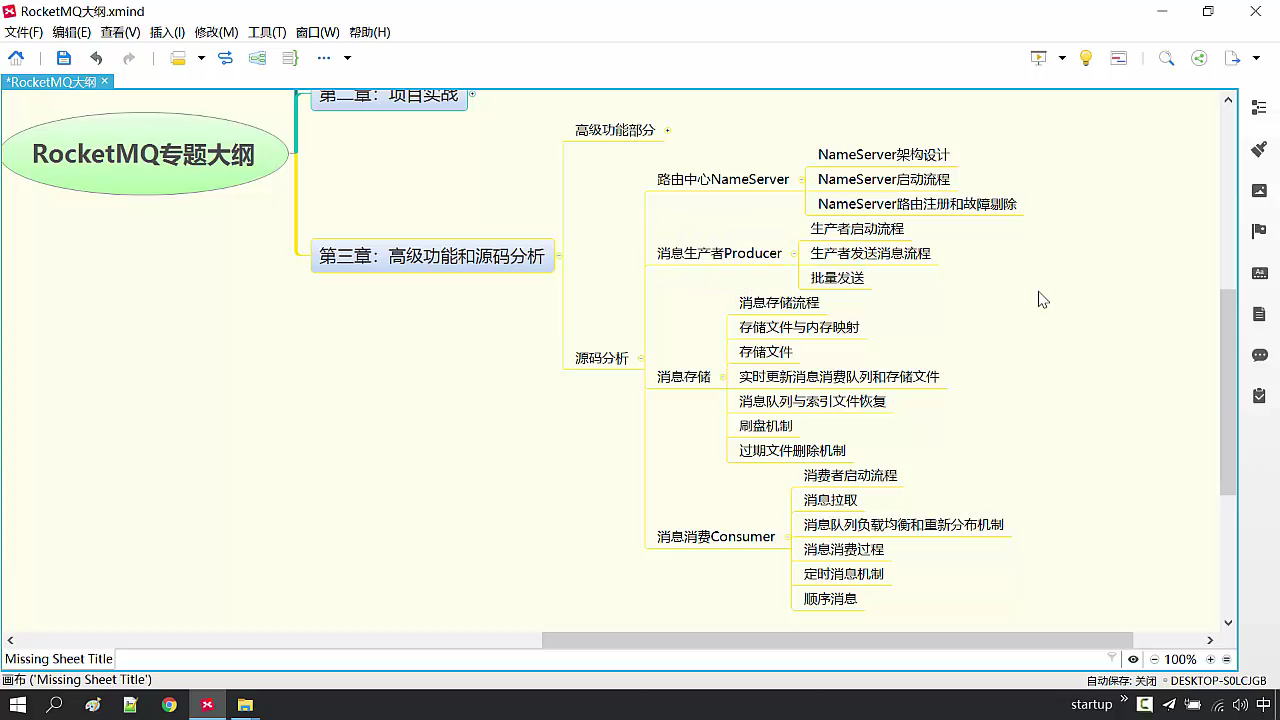 RocketMQ大纲.xmind
文件(F) 编辑(E) 查看(V) 插入(I) 修改(M) 工具(T) 窗口(W) 帮助(H)
*RocketMQ大纲
第二章：项目实战
RocketMQ专题大纲
第三章：高级功能和源码分析
高级功能部分
源码分析
路由中心NameServer
NameServer架构设计
NameServer启动流程
NameServer路由注册和故障剔除
消息生产者Producer
生产者启动流程
生产者发送消息流程
批量发送
消息存储
消息存储流程
存储文件与内存映射
存储文件
实时更新消息消费队列和存储文件
消息队列与索引文件恢复
刷盘机制
过期文件删除机制
消息消费Consumer
消费者启动流程
消息拉取
消息队列负载均衡和重新分布机制
消息消费过程
定时消息机制
顺序消息
Missing Sheet Title
100%
画布 ('Missing Sheet Title')
自动保存: 关闭
DESKTOP-S0LCJGB
startup
中